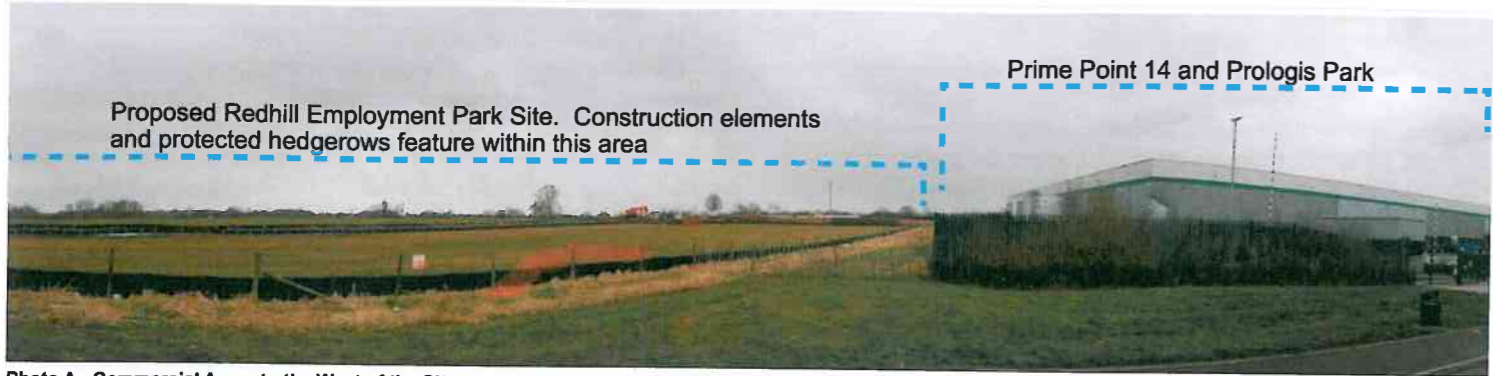 Prime Point 14 and Prologis Park
Proposed Redhill Employment Park Site. Construction elements
and protected hedgerows feature within this area